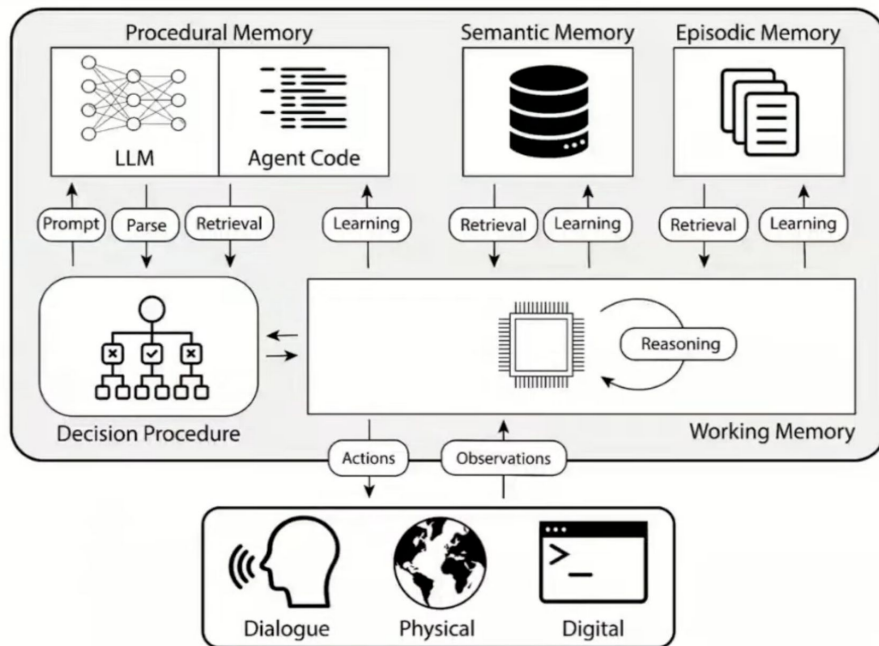 Procedural Memory
Semantic Memory
Episodic Memory
LLM
Agent Code
Prompt
Parse
Retrieval
Learning
Retrieval
Learning
Retrieval
Learning
Reasoning
Decision Procedure
Working Memory
Actions
Observations
>_
Dialogue
Physical
Digital